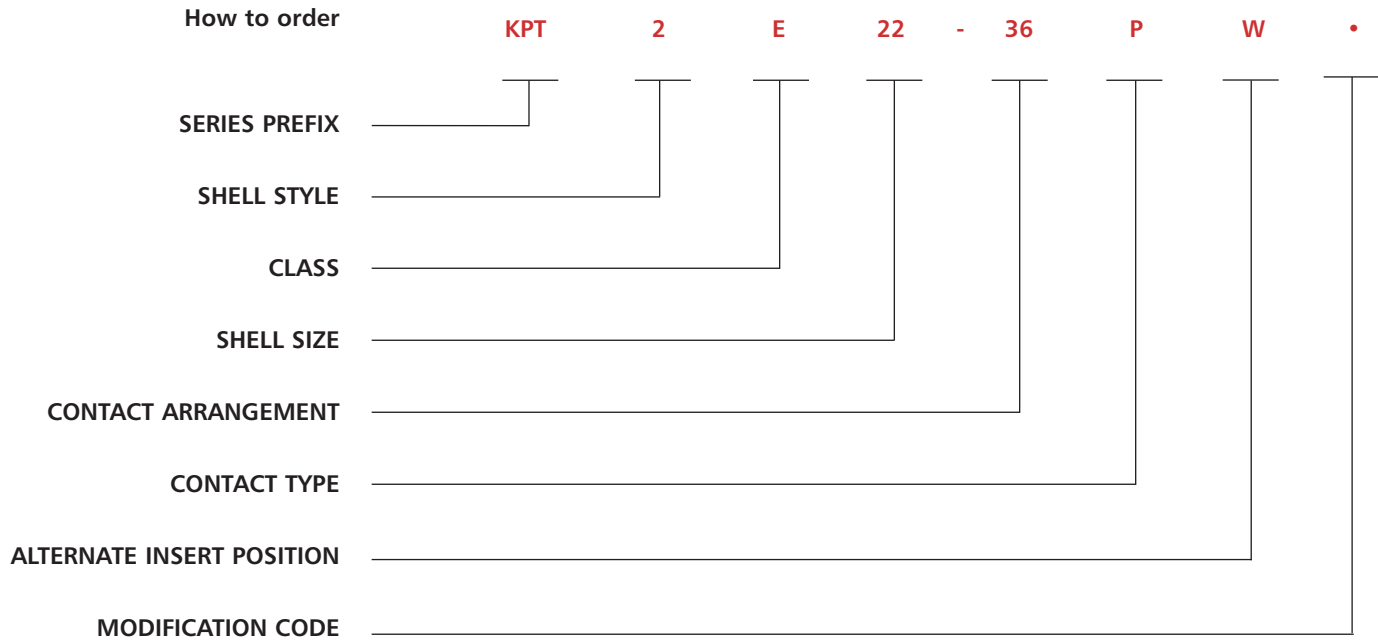 How to order
KPT 2 E 22 - 36 P W •
SERIES PREFIX
SHELL STYLE
CLASS
SHELL SIZE
CONTACT ARRANGEMENT
CONTACT TYPE
ALTERNATE INSERT POSITION
MODIFICATION CODE